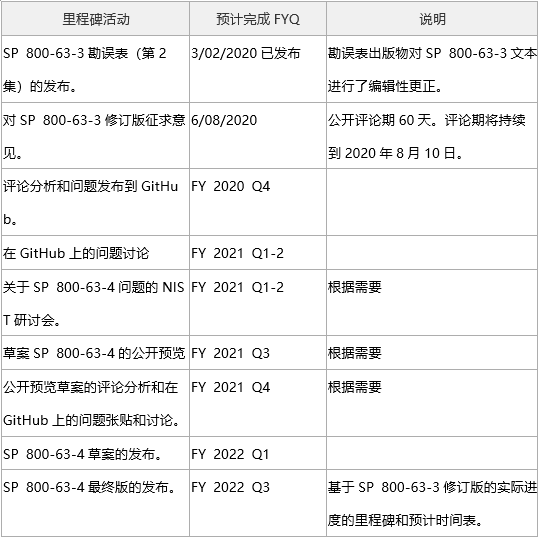 里程碑活动 预计完成 FYQ 说明
SP 800-63-3 勘误表（第 2 3/02/2020 已发布 勘误表出版物对 SP 800-63-3 文本
集）的发布。 进行了编辑性更正。
对 SP 800-63-3 修订版征求意 6/08/2020 公开评论期 60 天。评论期将持续
见。 到 2020 年 8 月 10 日。
评论分析和问题发布到 GitHu FY 2020 Q4
b。
在 GitHub 上的问题讨论 FY 2021 Q1-2
关于 SP 800-63-4 问题的 NIS FY 2021 Q1-2 根据需要
T 研讨会。
草案 SP 800-63-4 的公开预览 FY 2021 Q3 根据需要
公开预览草案的评论分析和在 FY 2021 Q4 根据需要
GitHub 上的问题张贴和讨论。
SP 800-63-4 草案的发布。 FY 2022 Q1
SP 800-63-4 最终版的发布。 FY 2022 Q3 基于 SP 800-63-3 修订版的实际进
度的里程碑和预计时间表。